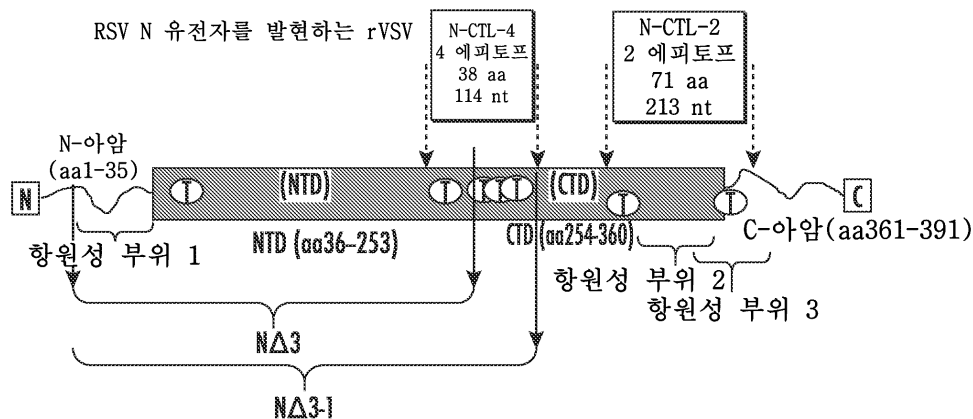 RSV N 유전자를 발현하는 rVSV
N-CTL-4
4 에피토프
38 aa
114 nt
N-CTL-2
2 에피토프
71 aa
213 nt
N-아암
(aa1-35)
N
T
(NTD)
T
T
T
T
(CTD)
T
T
C
항원성 부위 1
NTD (aa36-253)
CTD (aa254-360)
C-아암(aa361-391)
항원성 부위 2
항원성 부위 3
NΔ3
NΔ3-1